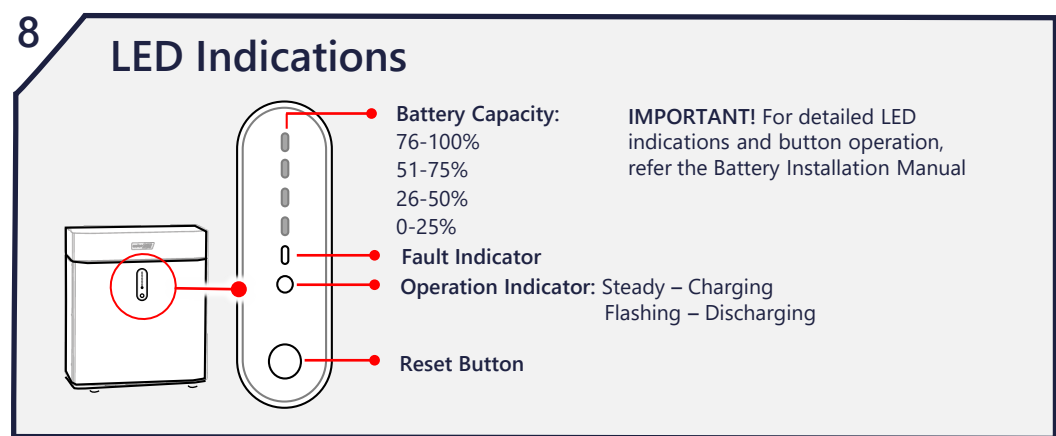 8
LED Indications
Battery Capacity:
76-100%
51-75%
26-50%
0-25%
Fault Indicator
Operation Indicator: Steady – Charging
Flashing – Discharging
Reset Button
IMPORTANT! For detailed LED
indications and button operation,
refer the Battery Installation Manual